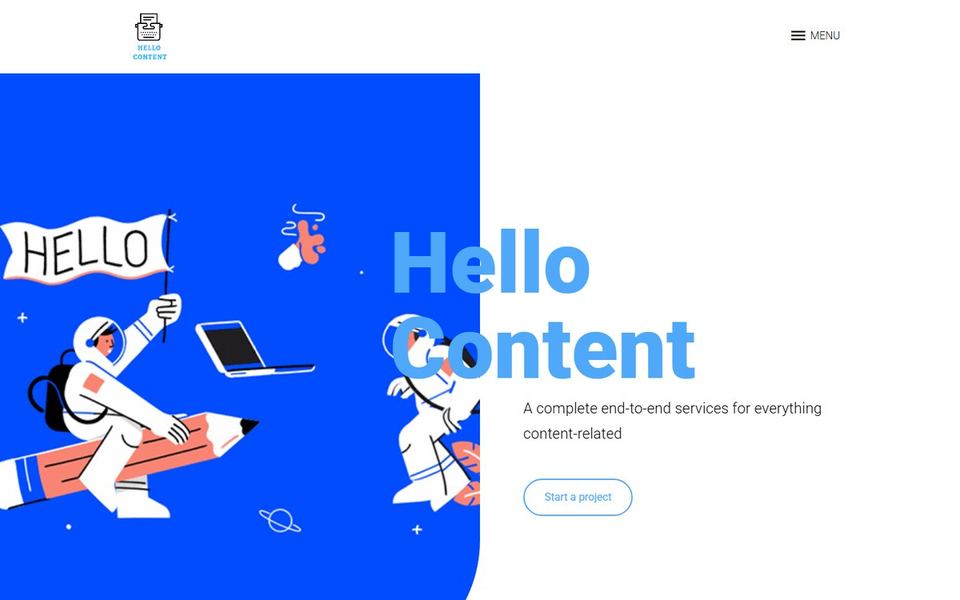 HELLO
CONTENT
MENU
HELLO
Hello
Content
A complete end-to-end services for everything
content-related
Start a project